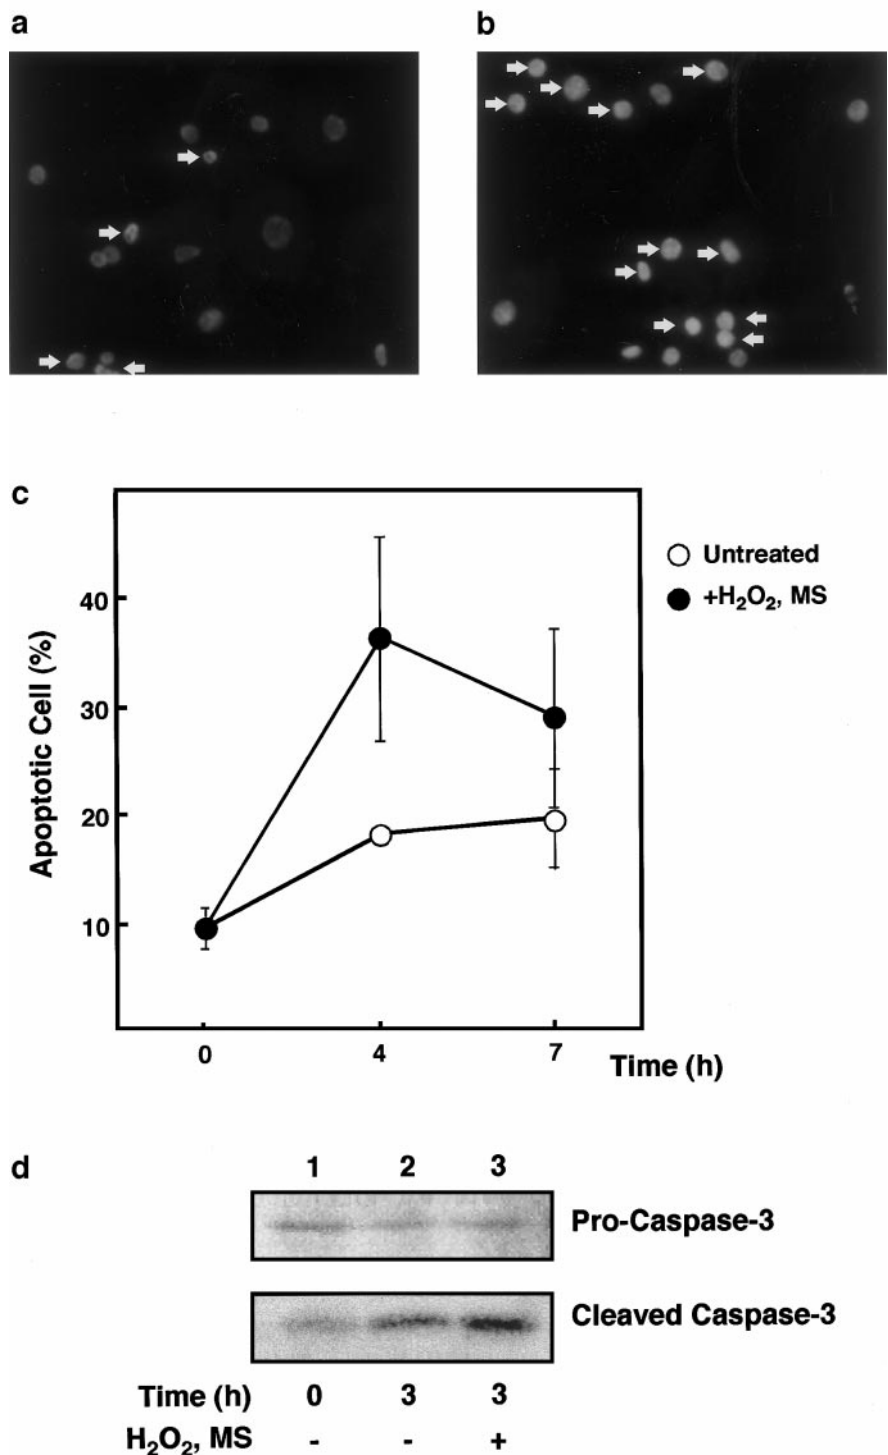 a
b
c
Untreated
+H₂O₂, MS
40
30
20
10
Apoptotic Cell (%)
0
4
7
Time (h)
d
1 2 3
Pro-Caspase-3
Cleaved Caspase-3
Time (h) 0 3 3
H₂O₂, MS - - +